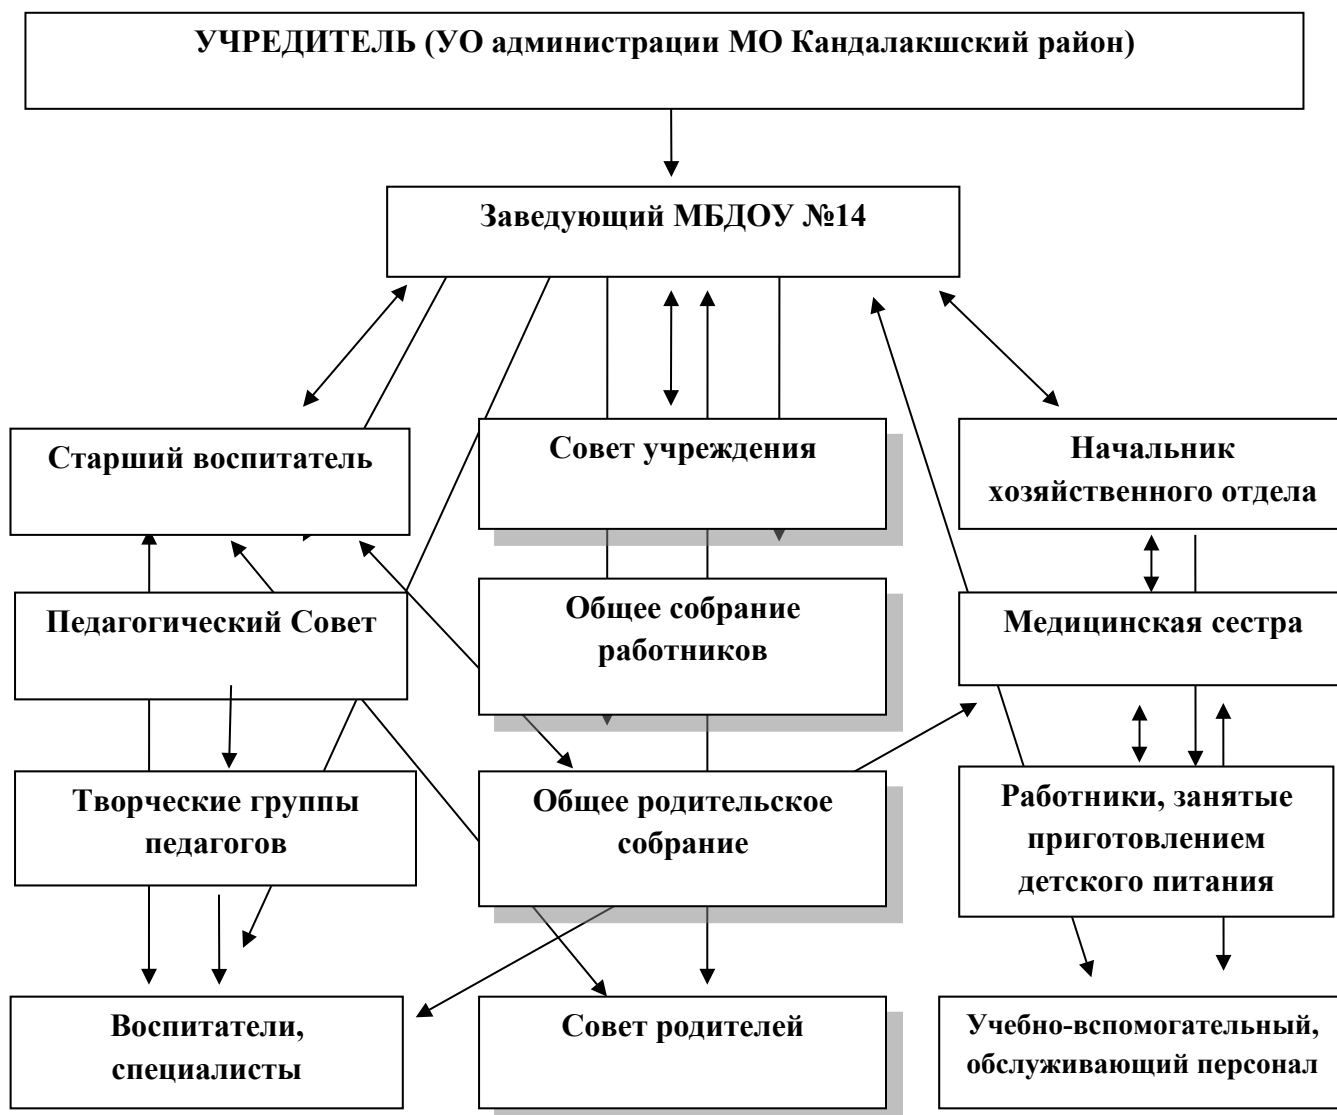 УЧРЕДИТЕЛЬ (УО администрации МО Кандалакшский район)
Заведующий МБДОУ №14
Старший воспитатель
Совет учреждения
Начальник
хозяйственного отдела
Педагогический Совет
Общее собрание
работников
Медицинская сестра
Творческие группы
педагогов
Общее родительское
собрание
Работники, занятые
приготовлением
детского питания
Воспитатели,
специалисты
Совет родителей
Учебно-вспомогательный,
обслуживающий персонал